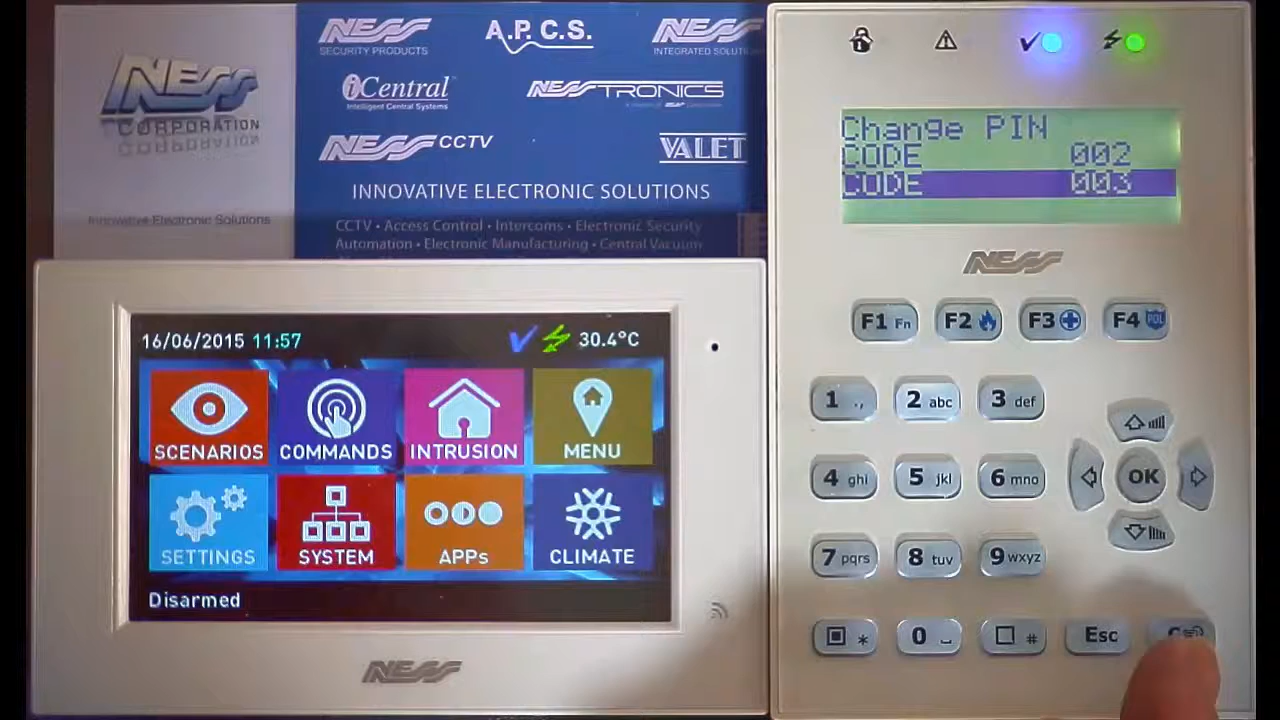 NESS
CORPORATION
Innovative Electronic Solutions
NESS
SECURITY PRODUCTS
A.P.C.S.
NESS
INTEGRATED
iCentral
Intelligent Central Systems
NESSTRONICS
NESS CCTV
VALET
INNOVATIVE ELECTRONIC SOLUTIONS
CCTV • Access Control • Intercoms • Electronic Security
Automation • Electronic Manufacturing • Central Vacuum
16/06/2015 11:57
30.4°C
SCENARIOS
COMMANDS
INTRUSION
MENU
SETTINGS
SYSTEM
APPs
CLIMATE
Disarmed
NESS
Change PIN
CODE 002
CODE 003
NESS
F1 Fn
F2
F3
F4 POL
1 .,
2 abc
3 def
4 ghi
5 jkl
6 mno
OK
7 pqrs
8 tuv
9 wxyz
*
0
#
Esc